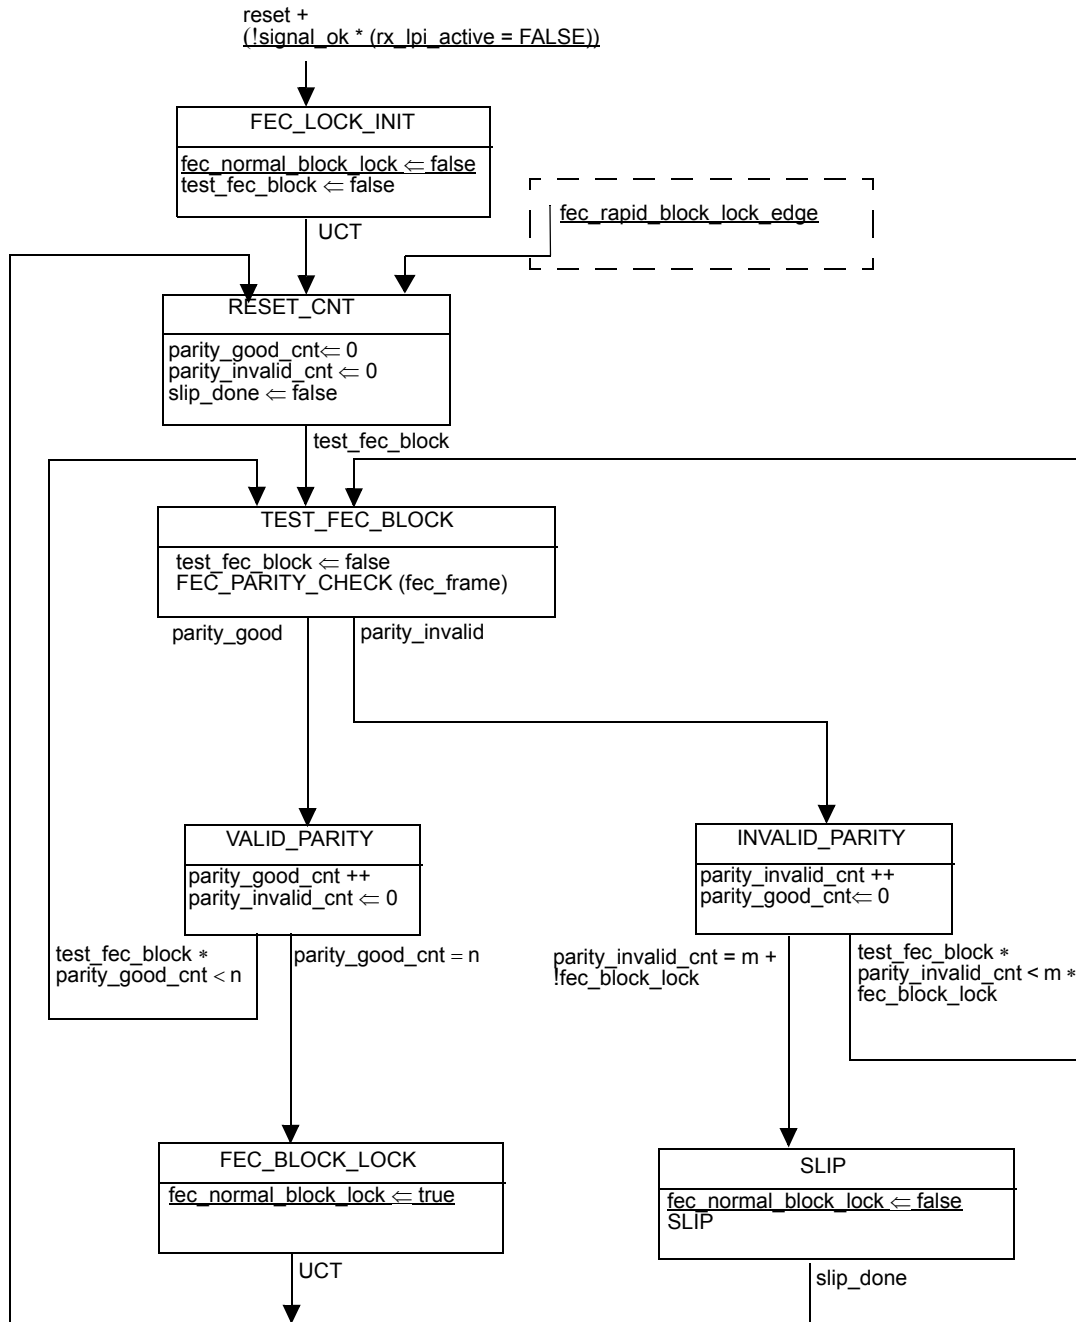 reset +
(!signal_ok * (rx_lpi_active = FALSE))
FEC_LOCK_INIT
fec_normal_block_lock ⇐ false
test_fec_block ⇐ false
fec_rapid_block_lock_edge
UCT
RESET_CNT
parity_good_cnt⇐ 0
parity_invalid_cnt ⇐ 0
slip_done ⇐ false
test_fec_block
TEST_FEC_BLOCK
test_fec_block ⇐ false
FEC_PARITY_CHECK (fec_frame)
parity_good
parity_invalid
VALID_PARITY
parity_good_cnt ++
parity_invalid_cnt ⇐ 0
INVALID_PARITY
parity_invalid_cnt ++
parity_good_cnt⇐ 0
test_fec_block *
parity_good_cnt < n
parity_good_cnt = n
parity_invalid_cnt = m +
!fec_block_lock
test_fec_block *
parity_invalid_cnt < m *
fec_block_lock
FEC_BLOCK_LOCK
fec_normal_block_lock ⇐ true
SLIP
fec_normal_block_lock ⇐ false
SLIP
UCT
slip_done